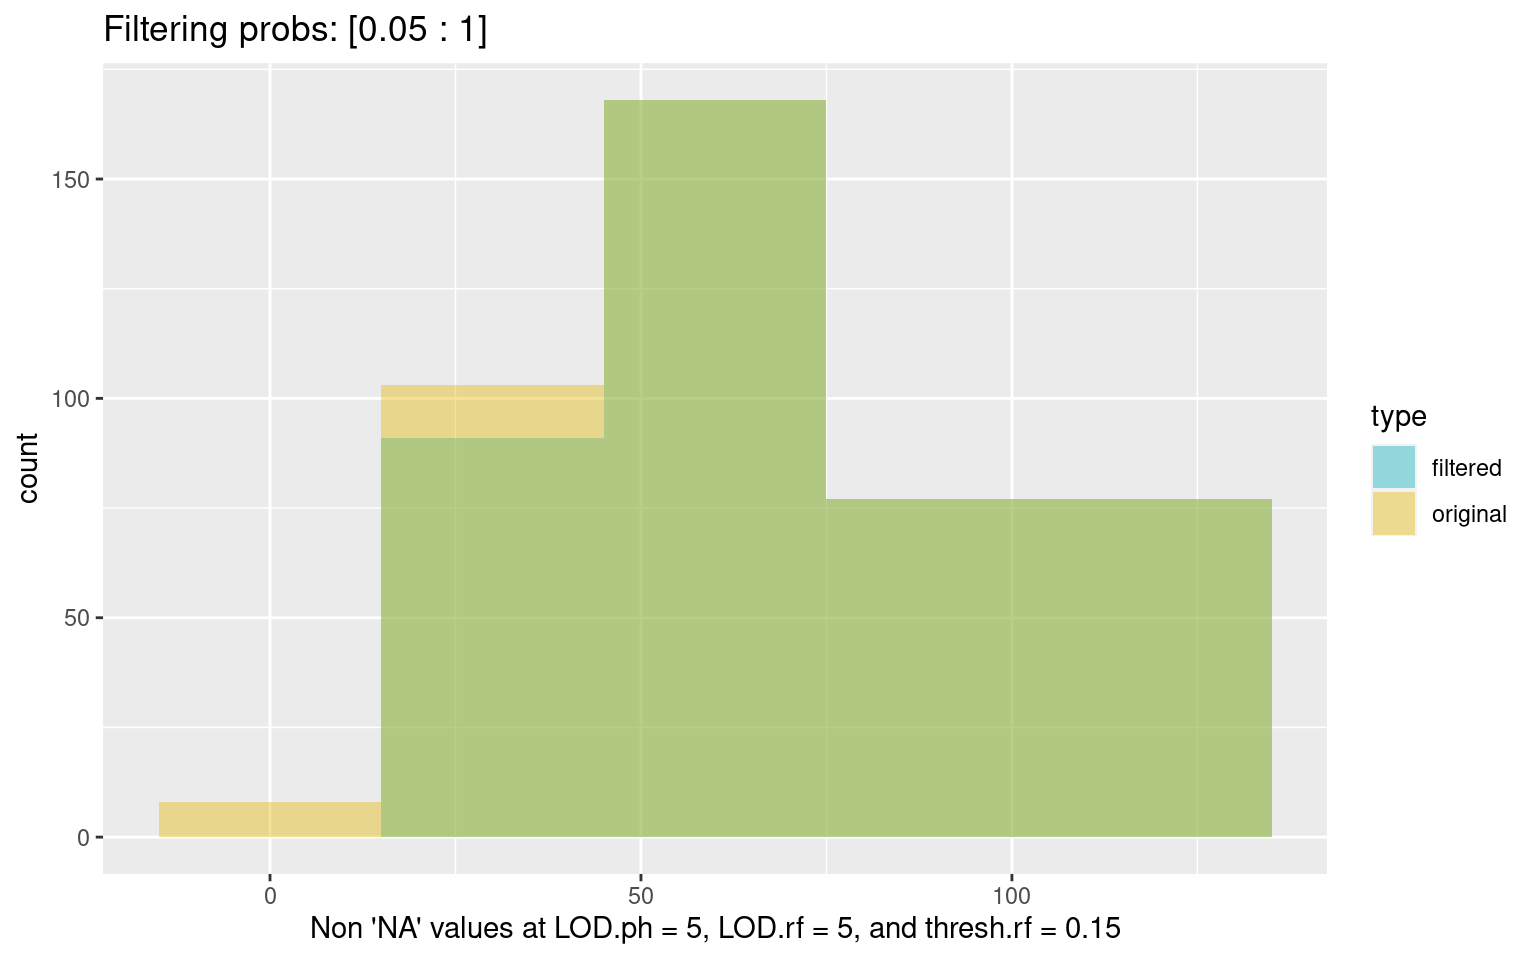 Filtering probs: [0.05 : 1]
150
100
50
0
count
0 50 100
Non 'NA' values at LOD.ph = 5, LOD.rf = 5, and thresh.rf = 0.15
type
filtered
original